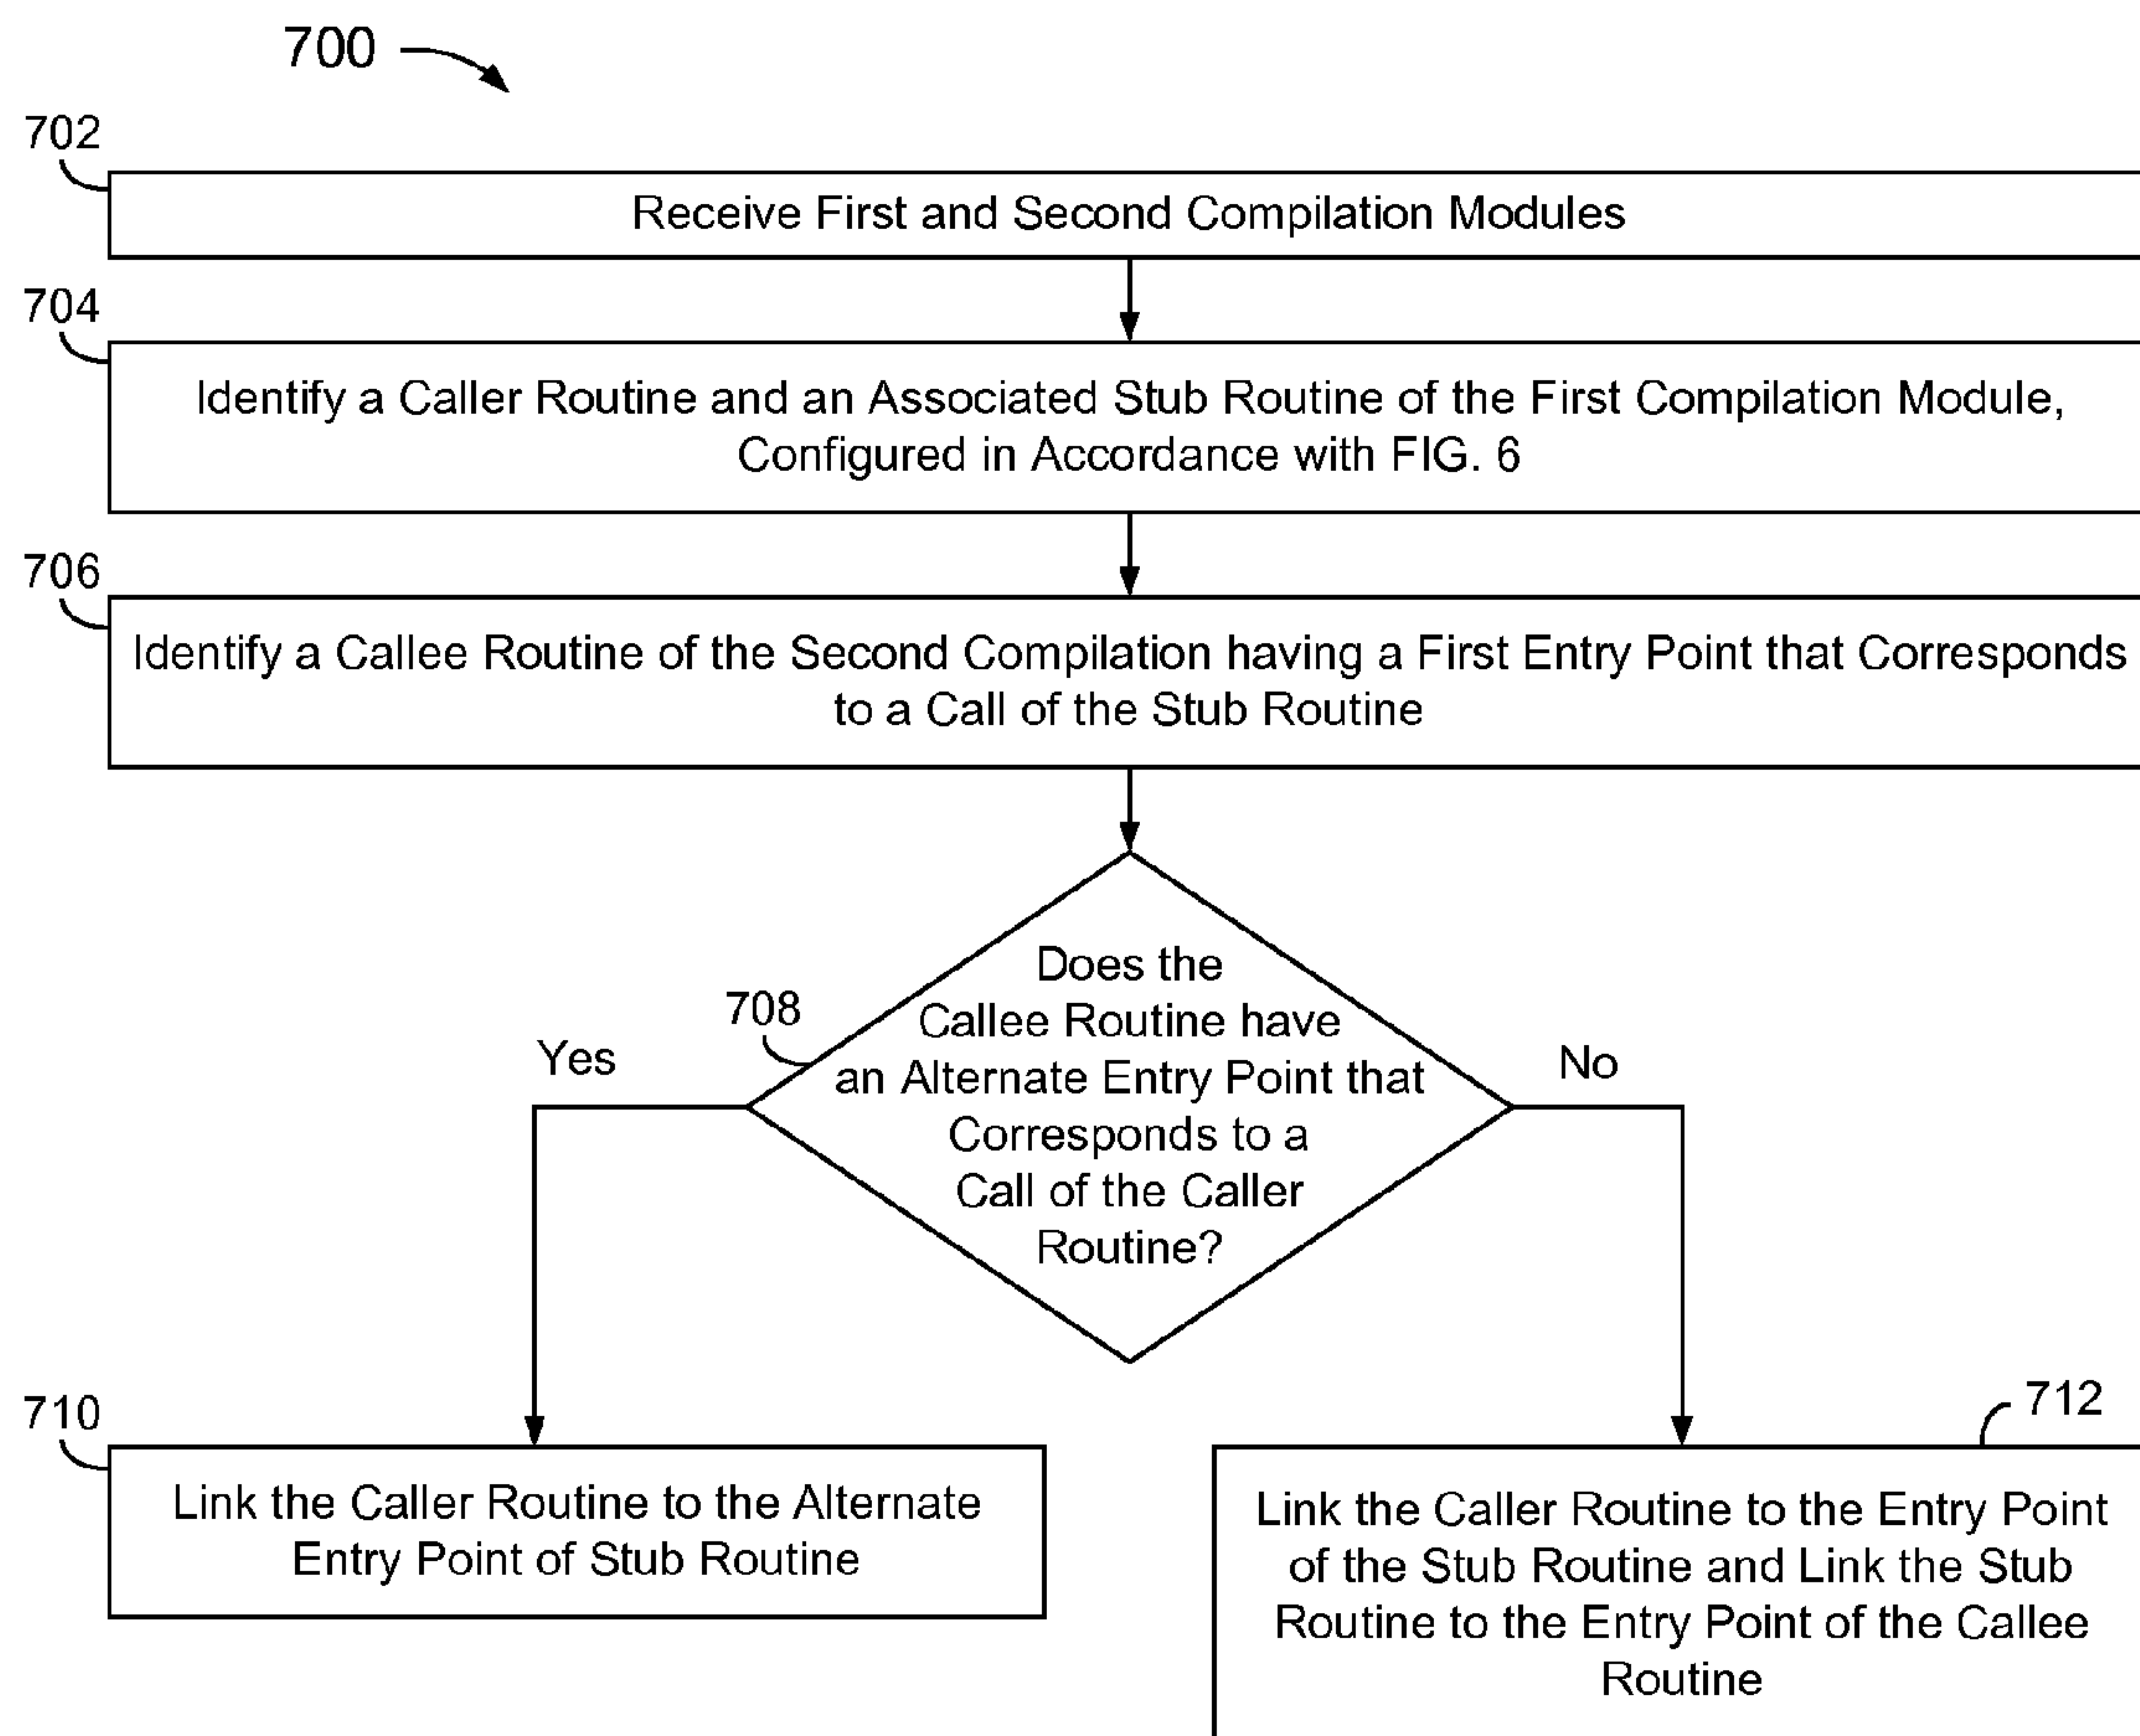 700
702
Receive First and Second Compilation Modules
704
Identify a Caller Routine and an Associated Stub Routine of the First Compilation Module,
Configured in Accordance with FIG. 6
706
Identify a Callee Routine of the Second Compilation having a First Entry Point that Corresponds
to a Call of the Stub Routine
708
Does the
Callee Routine have
an Alternate Entry Point that
Corresponds to a
Call of the Caller
Routine?
Yes
No
710
Link the Caller Routine to the Alternate
Entry Point of Stub Routine
712
Link the Caller Routine to the Entry Point
of the Stub Routine and Link the Stub
Routine to the Entry Point of the Callee
Routine